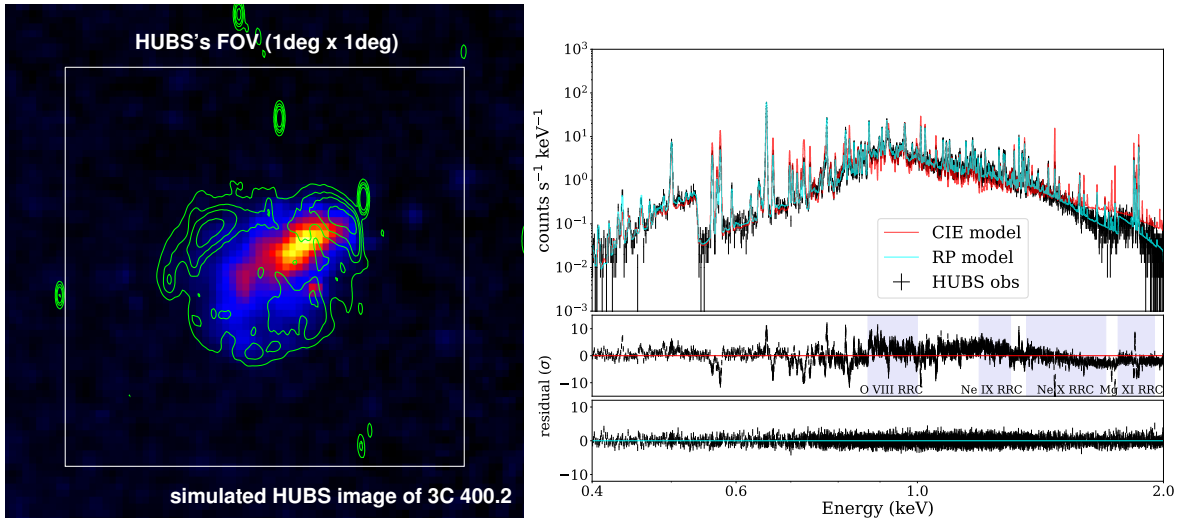 HUBS's FOV (1deg x 1deg)
simulated HUBS image of 3C 400.2
counts s⁻¹ keV⁻¹
10³
10²
10¹
10⁰
10⁻¹
10⁻²
10⁻³
CIE model
RP model
HUBS obs
residual (σ)
10
0
−10
O VIII RRC
Ne IX RRC
Ne X RRC
Mg XI RRC
10
0
−10
0.4
0.6
1.0
2.0
Energy (keV)